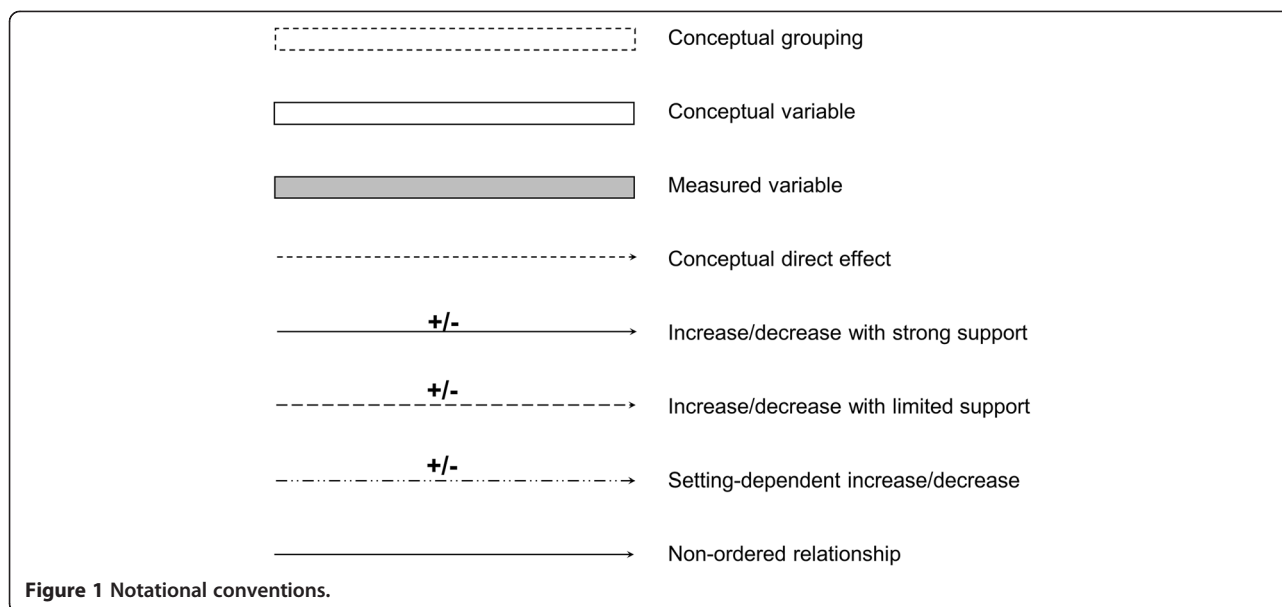 Conceptual grouping
Conceptual variable
Measured variable
Conceptual direct effect
+/- Increase/decrease with strong support
+/- Increase/decrease with limited support
+/- Setting-dependent increase/decrease
Non-ordered relationship
Figure 1 Notational conventions.